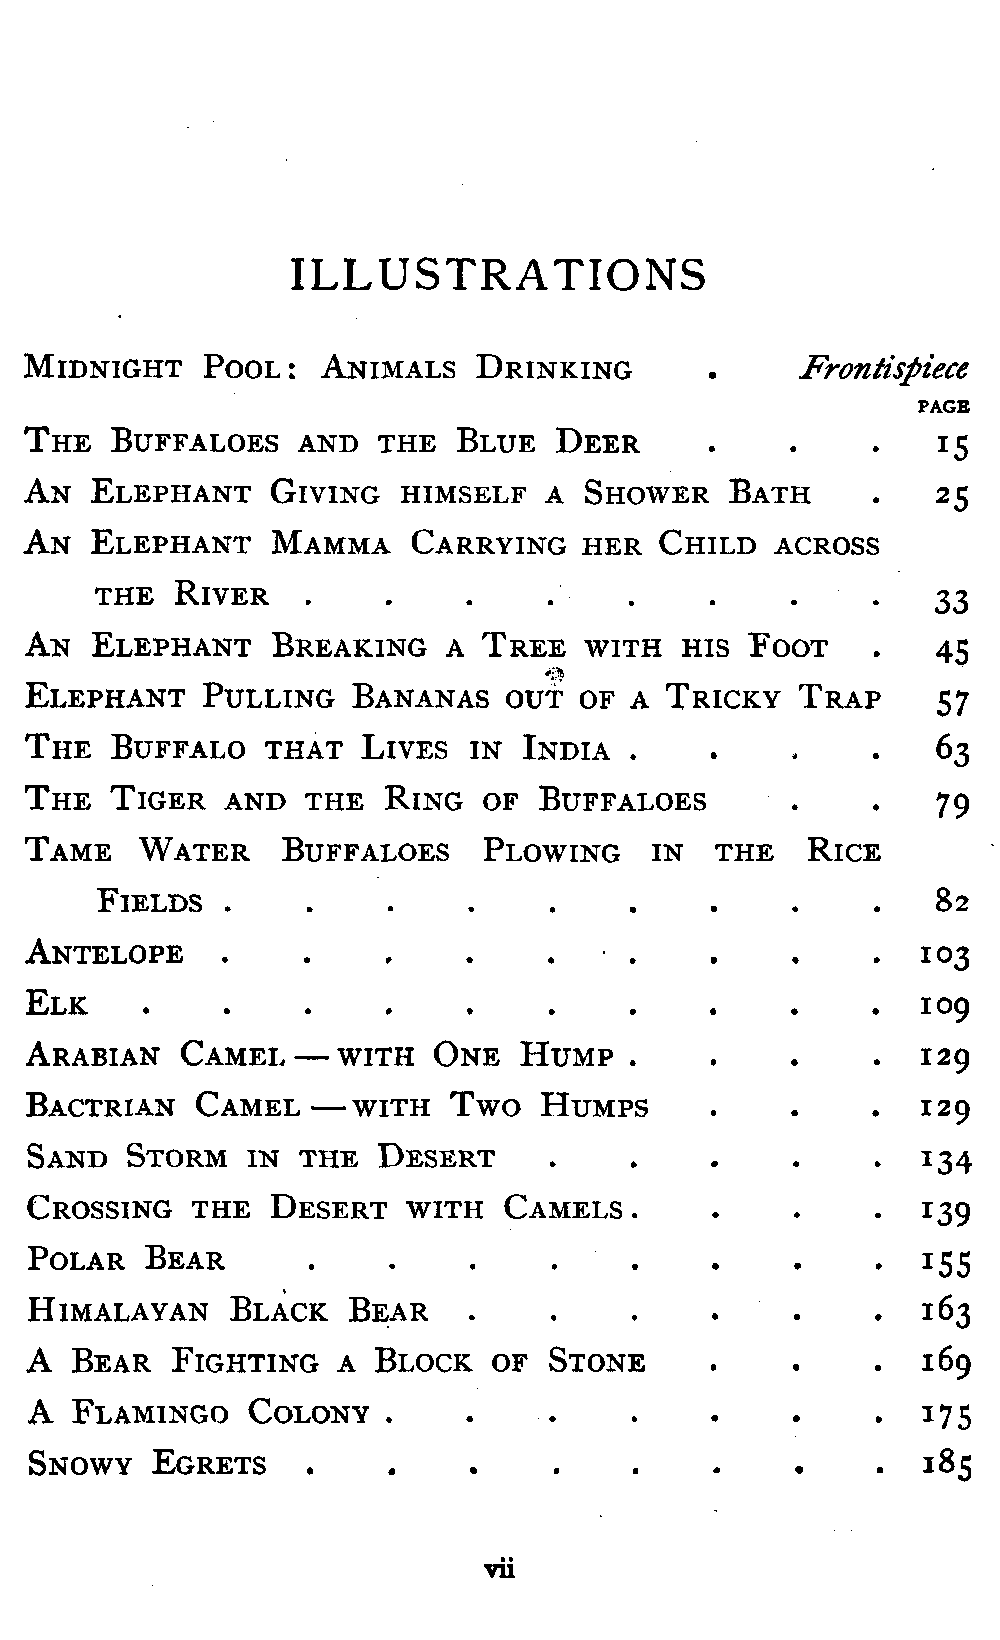 ILLUSTRATIONS
Midnight Pool: Animals Drinking . Frontispiece
PAGE
The Buffaloes and the Blue Deer . . . 15
An Elephant Giving himself a Shower Bath . 25
An Elephant Mamma Carrying her Child across
the River . . . . . . . . 33
An Elephant Breaking a Tree with his Foot . 45
Elephant Pulling Bananas out of a Tricky Trap 57
The Buffalo that Lives in India . . . . 63
The Tiger and the Ring of Buffaloes . . 79
Tame Water Buffaloes Plowing in the Rice
Fields . . . . . . . . . 82
Antelope . . . . . . . . . 103
Elk . . . . . . . . . . 109
Arabian Camel — with One Hump . . . . 129
Bactrian Camel — with Two Humps . . . 129
Sand Storm in the Desert . . . . . 134
Crossing the Desert with Camels . . . . 139
Polar Bear . . . . . . . . 155
Himalayan Black Bear . . . . . . 163
A Bear Fighting a Block of Stone . . . 169
A Flamingo Colony . . . . . . . 175
Snowy Egrets . . . . . . . . 185
vii